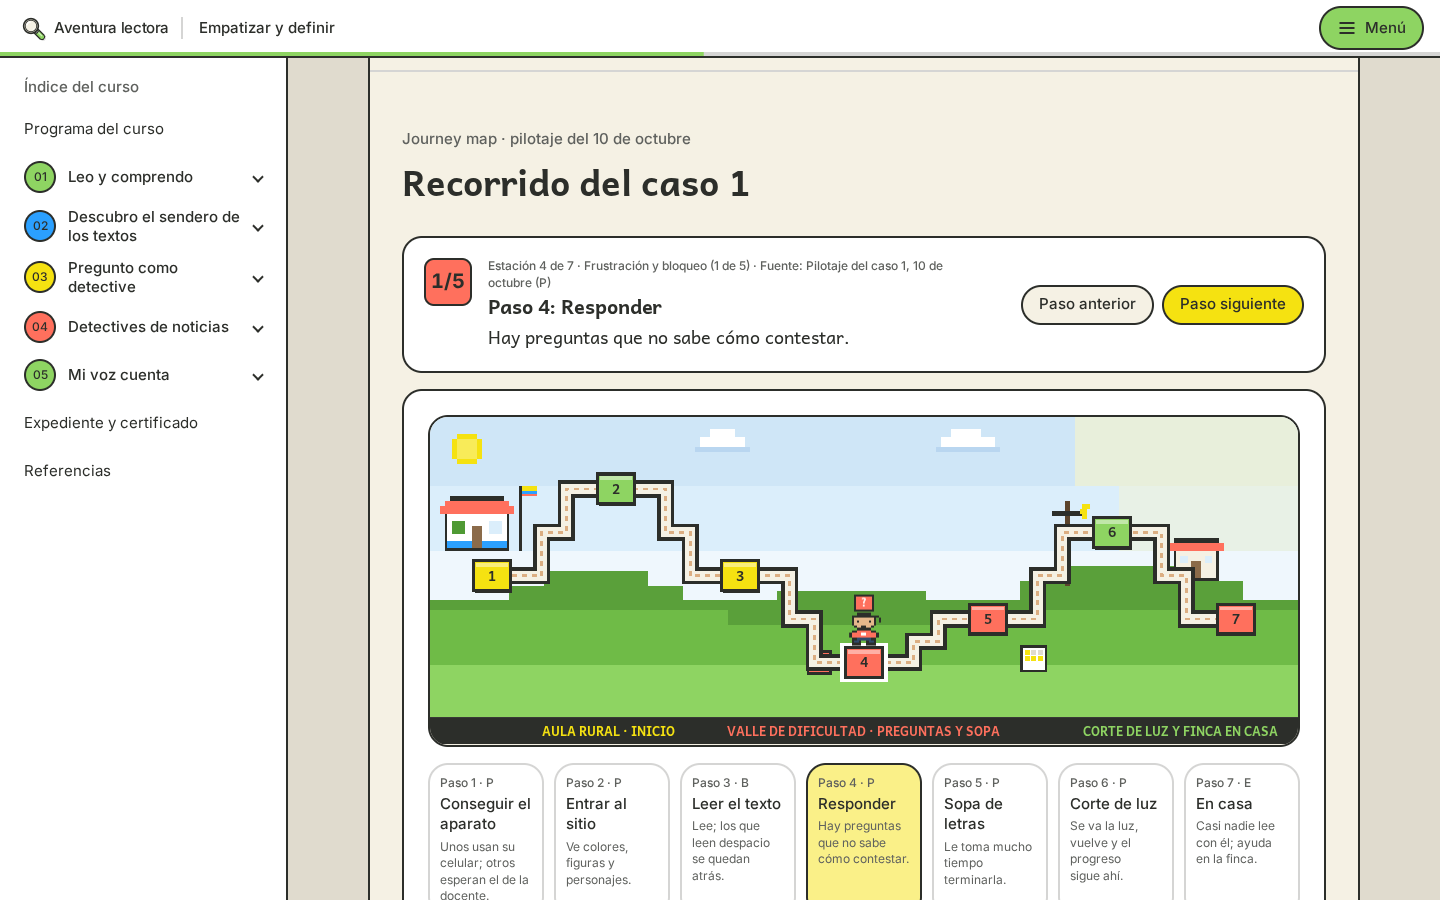 Aventura lectora
Empatizar y definir
Menú
Índice del curso
Programa del curso
01 Leo y comprendo
02 Descubro el sendero de
los textos
03 Pregunto como
detective
04 Detectives de noticias
05 Mi voz cuenta
Expediente y certificado
Referencias
Journey map · pilotaje del 10 de octubre
Recorrido del caso 1
1/5
Estación 4 de 7 · Frustración y bloqueo (1 de 5) · Fuente: Pilotaje del caso 1, 10 de
octubre (P)
Paso 4: Responder
Hay preguntas que no sabe cómo contestar.
Paso anterior
Paso siguiente
1
2
3
?
4
5
6
7
AULA RURAL · INICIO
VALLE DE DIFICULTAD · PREGUNTAS Y SOPA
CORTE DE LUZ Y FINCA EN CASA
Paso 1 · P
Conseguir el
aparato
Unos usan su
celular; otros
esperan el de la
docente.
Paso 2 · P
Entrar al
sitio
Ve colores,
figuras y
personajes.
Paso 3 · B
Leer el texto
Lee; los que
leen despacio
se quedan
atrás.
Paso 4 · P
Responder
Hay preguntas
que no sabe
cómo contestar.
Paso 5 · P
Sopa de
letras
Le toma mucho
tiempo
terminarla.
Paso 6 · P
Corte de luz
Se va la luz,
vuelve y el
progreso
sigue ahí.
Paso 7 · E
En casa
Casi nadie lee
con él; ayuda
en la finca.